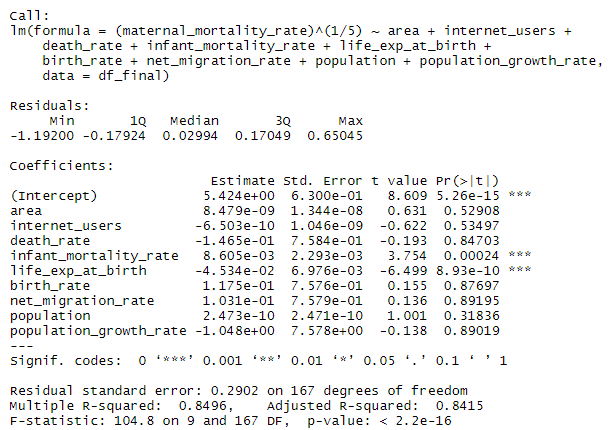 Call:
lm(formula = (maternal_mortality_rate)^(1/5) ~ area + internet_users +
    death_rate + infant_mortality_rate + life_exp_at_birth +
    birth_rate + net_migration_rate + population + population_growth_rate,
    data = df_final)
Residuals:
     Min       1Q   Median       3Q      Max
-1.19200 -0.17924  0.02994  0.17049  0.65045
Coefficients:
                         Estimate Std. Error t value Pr(>|t|)
(Intercept)             5.424e+00  6.300e-01   8.609 5.26e-15 ***
area                    8.479e-09  1.344e-08   0.631  0.52908
internet_users         -6.503e-10  1.046e-09  -0.622  0.53497
death_rate             -1.465e-01  7.584e-01  -0.193  0.84703
infant_mortality_rate   8.605e-03  2.293e-03   3.754  0.00024 ***
life_exp_at_birth      -4.534e-02  6.976e-03  -6.499 8.93e-10 ***
birth_rate              1.175e-01  7.576e-01   0.155  0.87697
net_migration_rate      1.031e-01  7.579e-01   0.136  0.89195
population              2.473e-10  2.471e-10   1.001  0.31836
population_growth_rate -1.048e+00  7.578e+00  -0.138  0.89019
---
Signif. codes:  0 ‘***’ 0.001 ‘**’ 0.01 ‘*’ 0.05 ‘.’ 0.1 ‘ ’ 1
Residual standard error: 0.2902 on 167 degrees of freedom
Multiple R-squared:  0.8496,    Adjusted R-squared:  0.8415
F-statistic: 104.8 on 9 and 167 DF,  p-value: < 2.2e-16